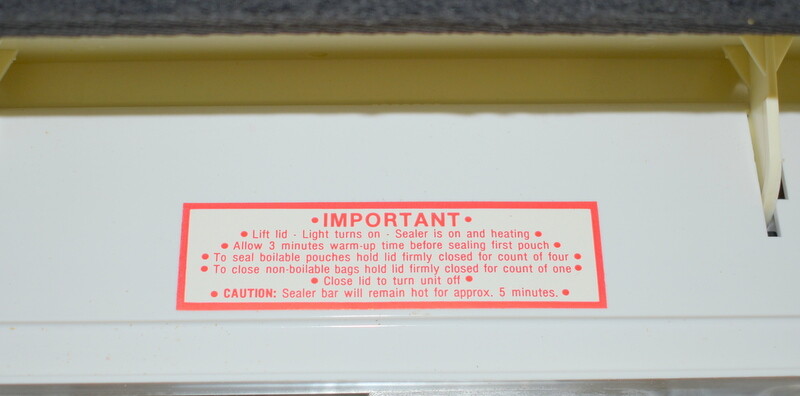 •IMPORTANT•
• Lift lid - Light turns on - Sealer is on and heating •
• Allow 3 minutes warm-up time before sealing first pouch •
• To seal boilable pouches hold lid firmly closed for count of four •
• To close non-boilable bags hold lid firmly closed for count of one •
• Close lid to turn unit off •
• CAUTION: Sealer bar will remain hot for approx. 5 minutes. •